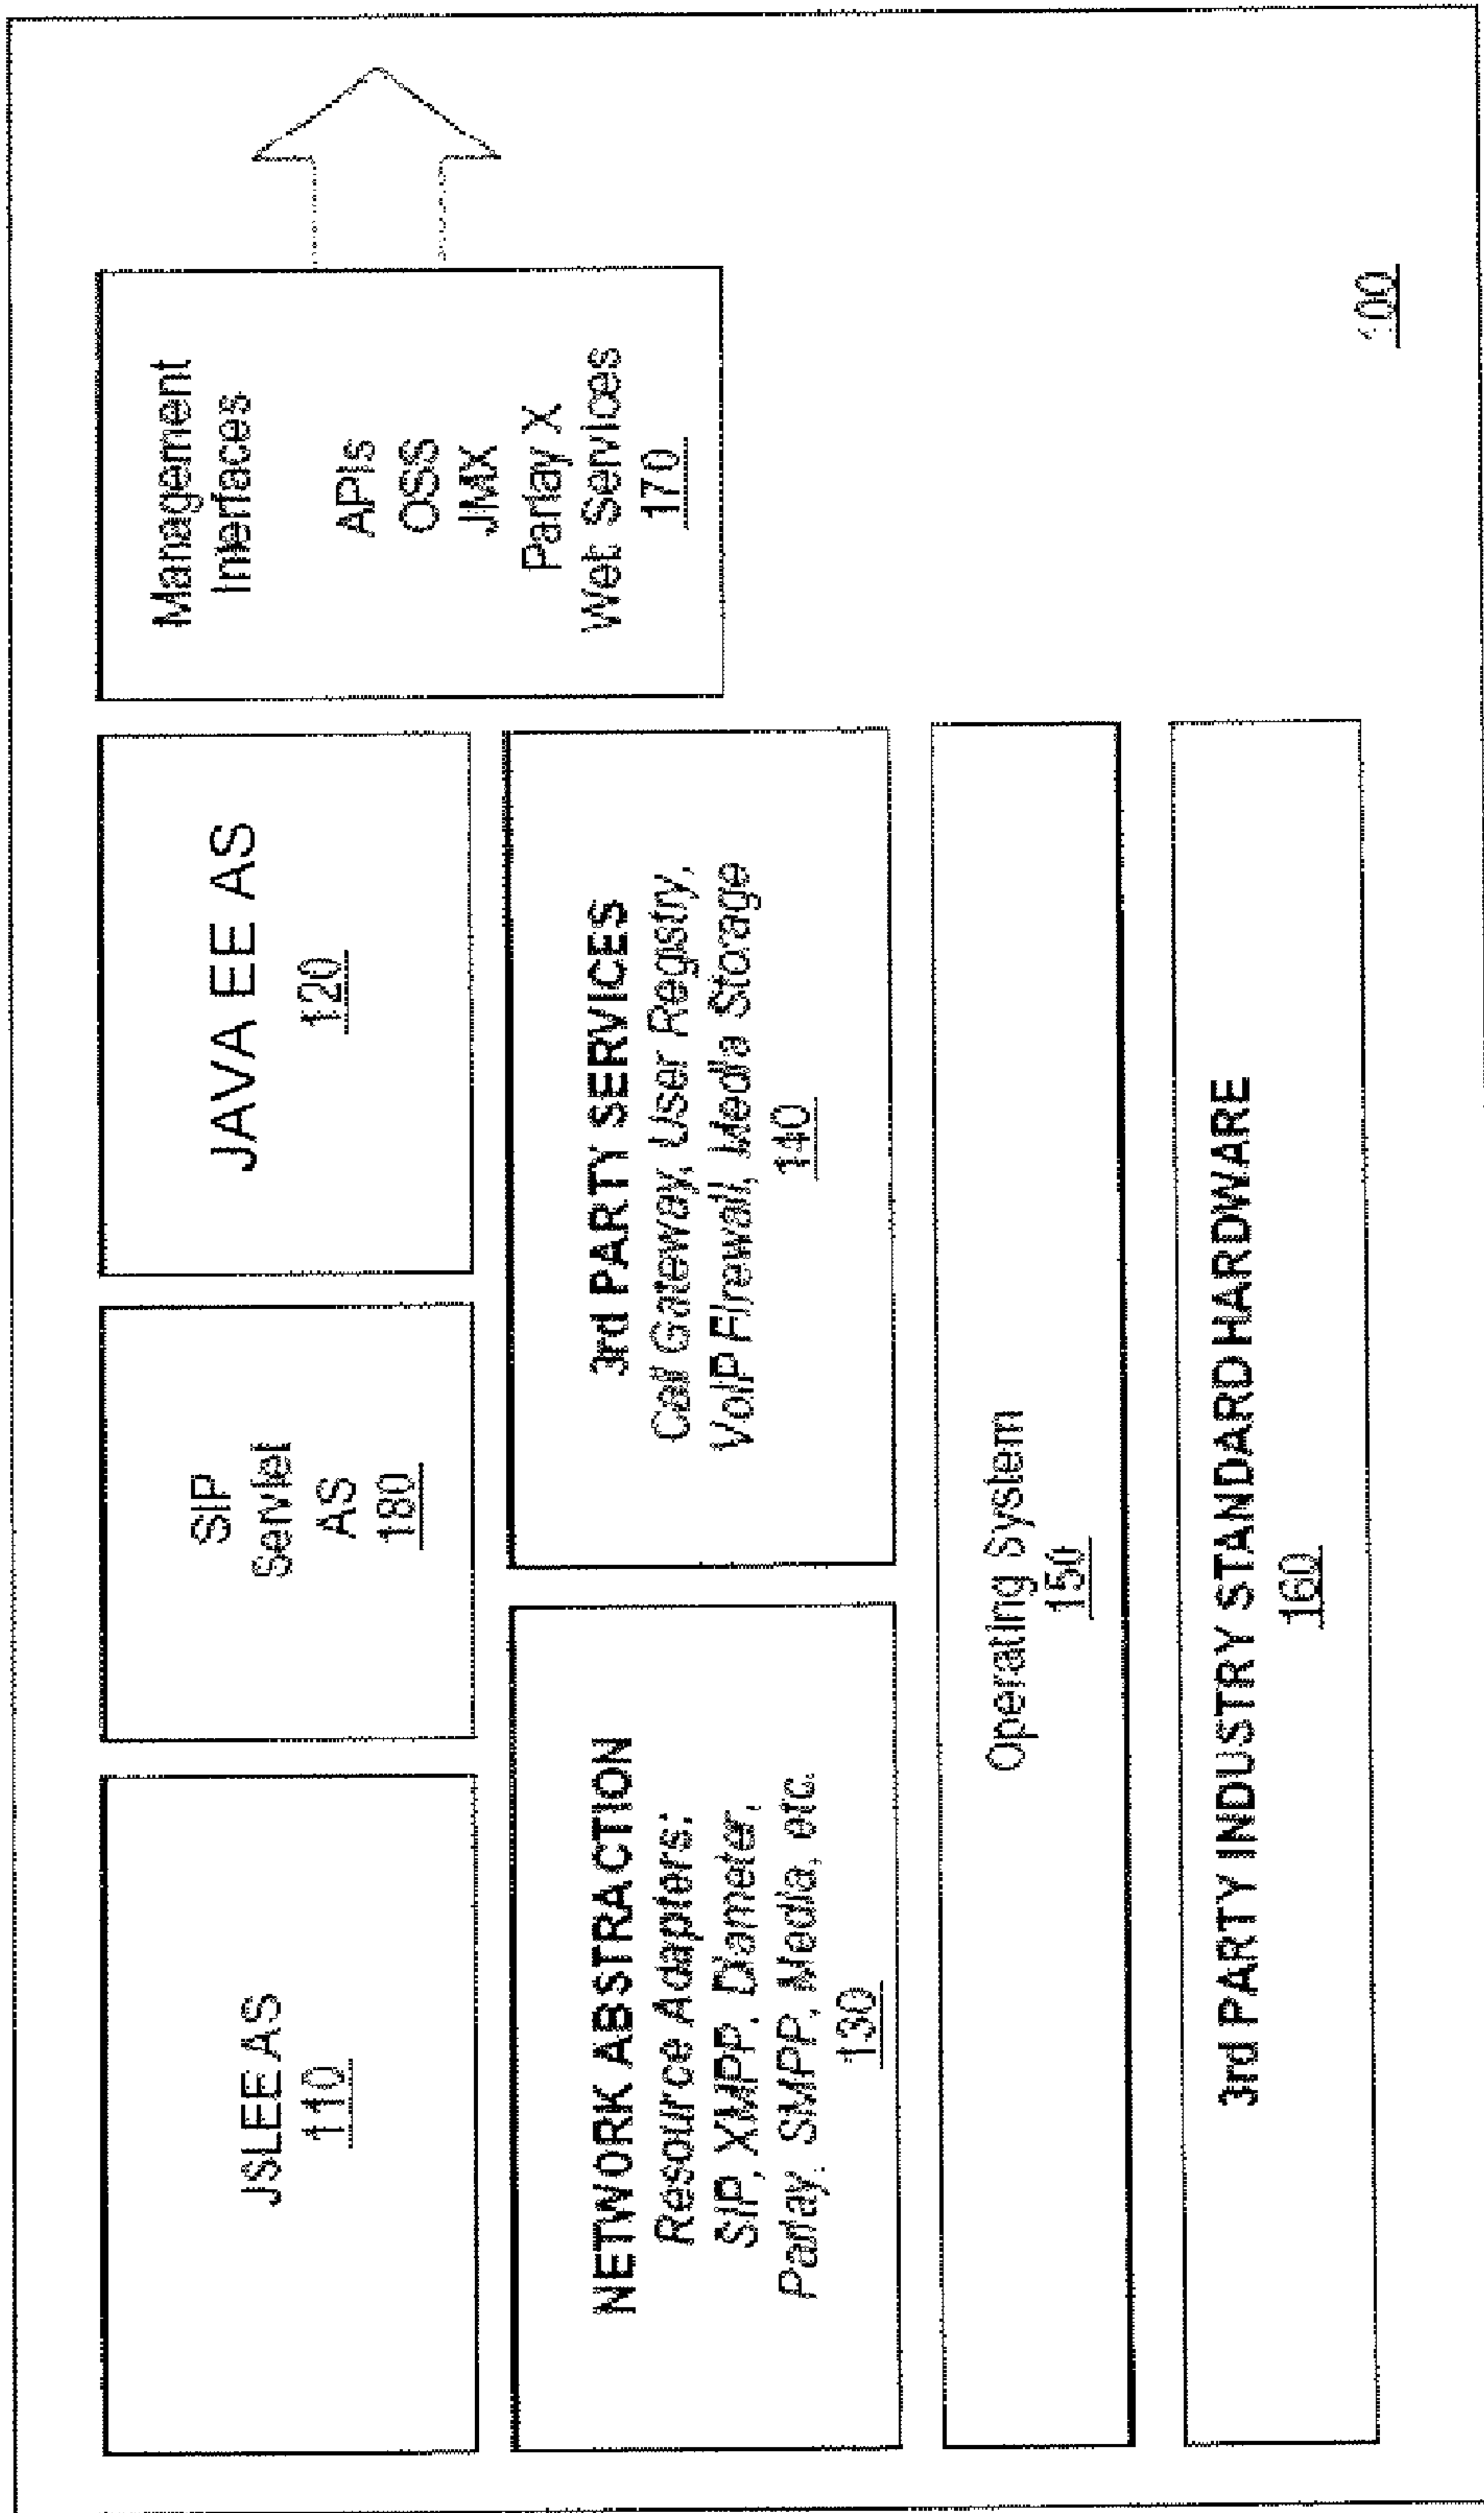 JSLEE AS
110
SIP
Servlet
AS
180
JAVA EE AS
120
Management
Interfaces
APIs
OSS
JMX
Parlay X
Web Services
170
NETWORK ABSTRACTION
Resource Adapters:
SIP, XMPP, Diameter,
Parlay, SMPP, Media, etc.
130
3rd PARTY SERVICES
Call Gateway, User Registry,
VoIP Firewall, Media Storage
140
Operating System
150
3rd PARTY INDUSTRY STANDARD HARDWARE
160
100